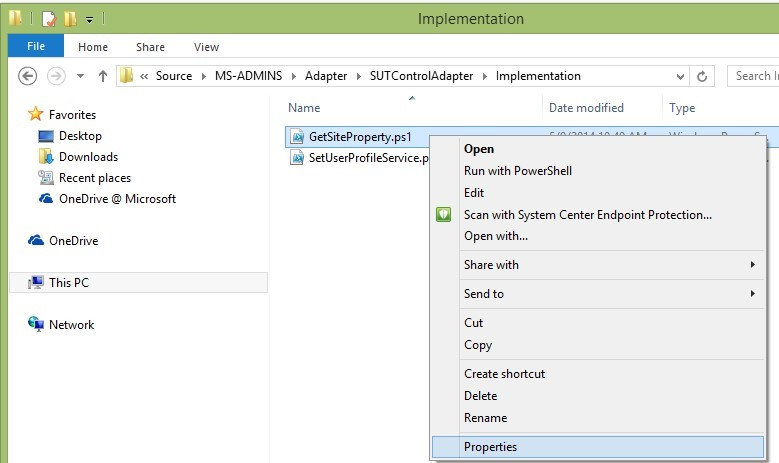 Implementation
File Home Share View
« Source MS-ADMINS Adapter SUTControlAdapter Implementation Search In
Name Date modified Type
Favorites
Desktop
Downloads
Recent places
OneDrive @ Microsoft
OneDrive
This PC
Network
GetSiteProperty.ps1
SetUserProfileService.p
Open
Run with PowerShell
Edit
Scan with System Center Endpoint Protection...
Open with...
Share with
Send to
Cut
Copy
Create shortcut
Delete
Rename
Properties